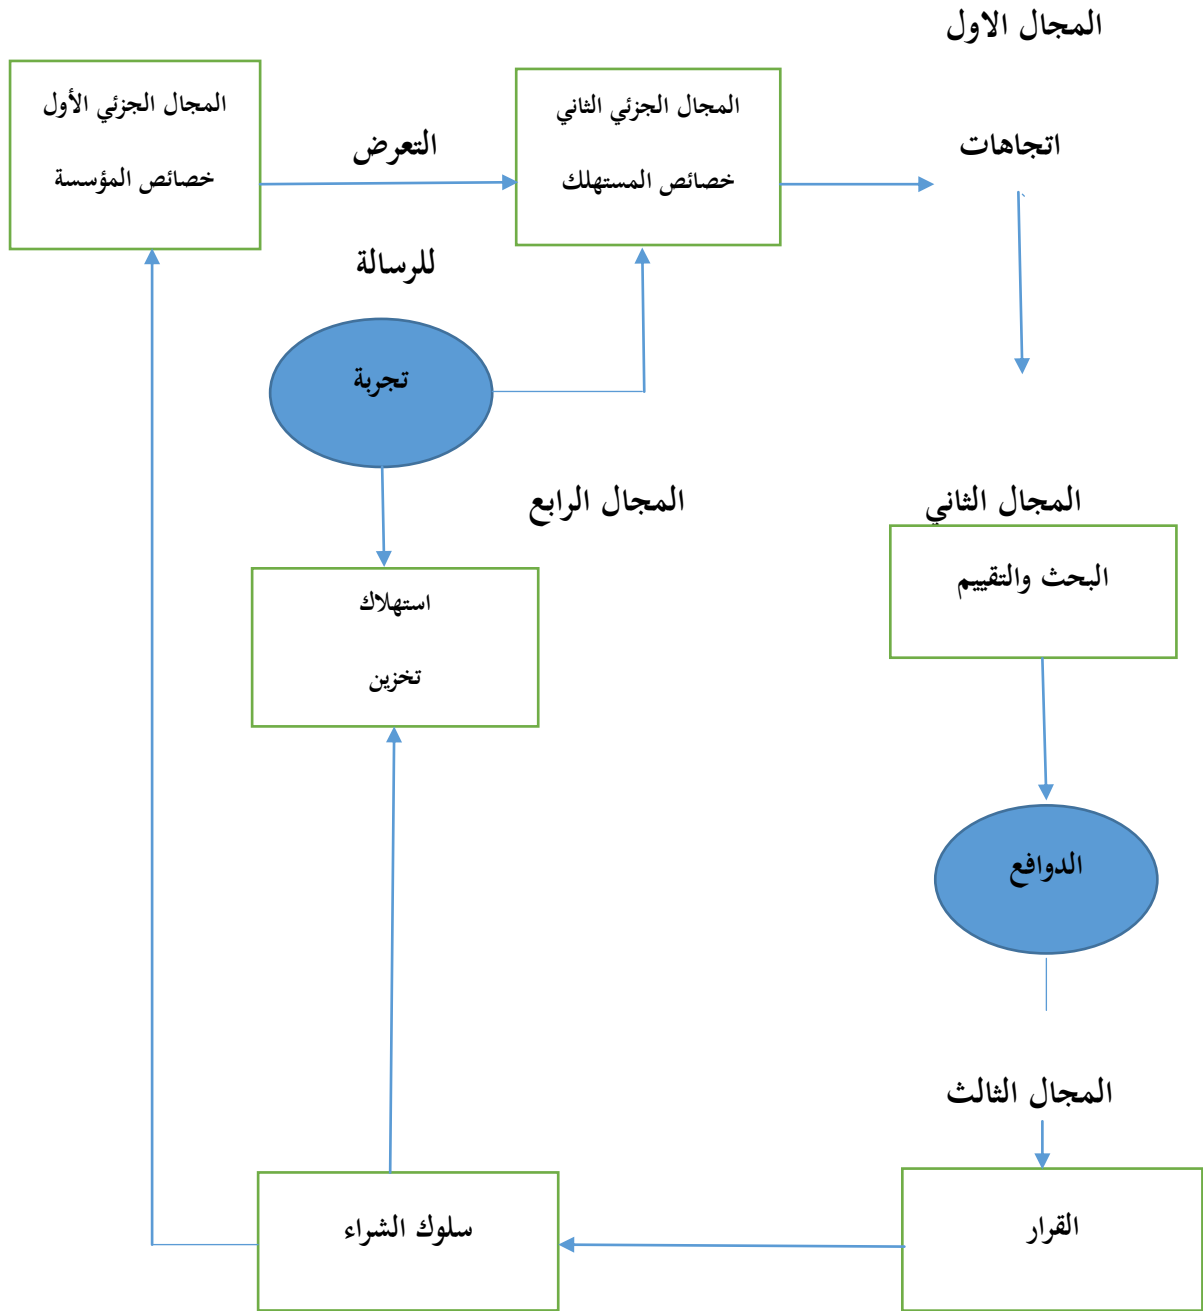 المجال الاول
المجال الجزئي الأول
خصائص المؤسسة
التعرض
للرسالة
المجال الجزئي الثاني
خصائص المستهلك
اتجاهات
تجربة
المجال الرابع
المجال الثاني
استهلاك
تخزين
البحث والتقييم
الدوافع
المجال الثالث
سلوك الشراء
القرار